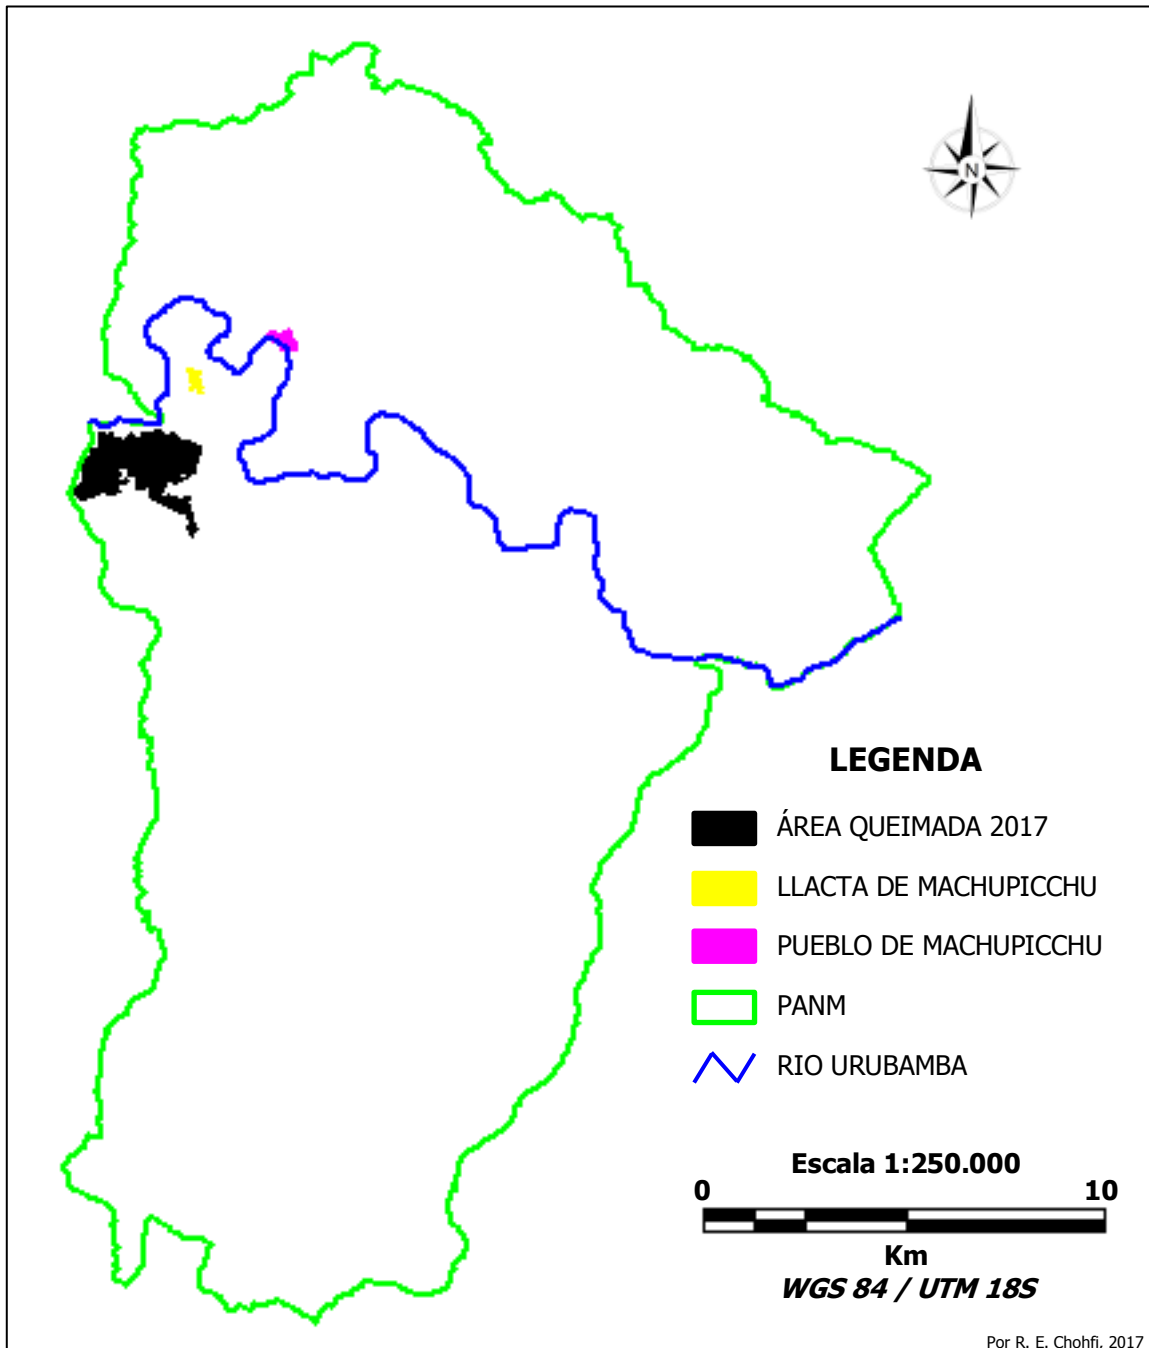 N
LEGENDA
ÁREA QUEIMADA 2017
LLACTA DE MACHUPICCHU
PUEBLO DE MACHUPICCHU
PANM
RIO URUBAMBA
Escala 1:250.000
0 10
Km
WGS 84 / UTM 18S
Por R. E. Chohfi, 2017